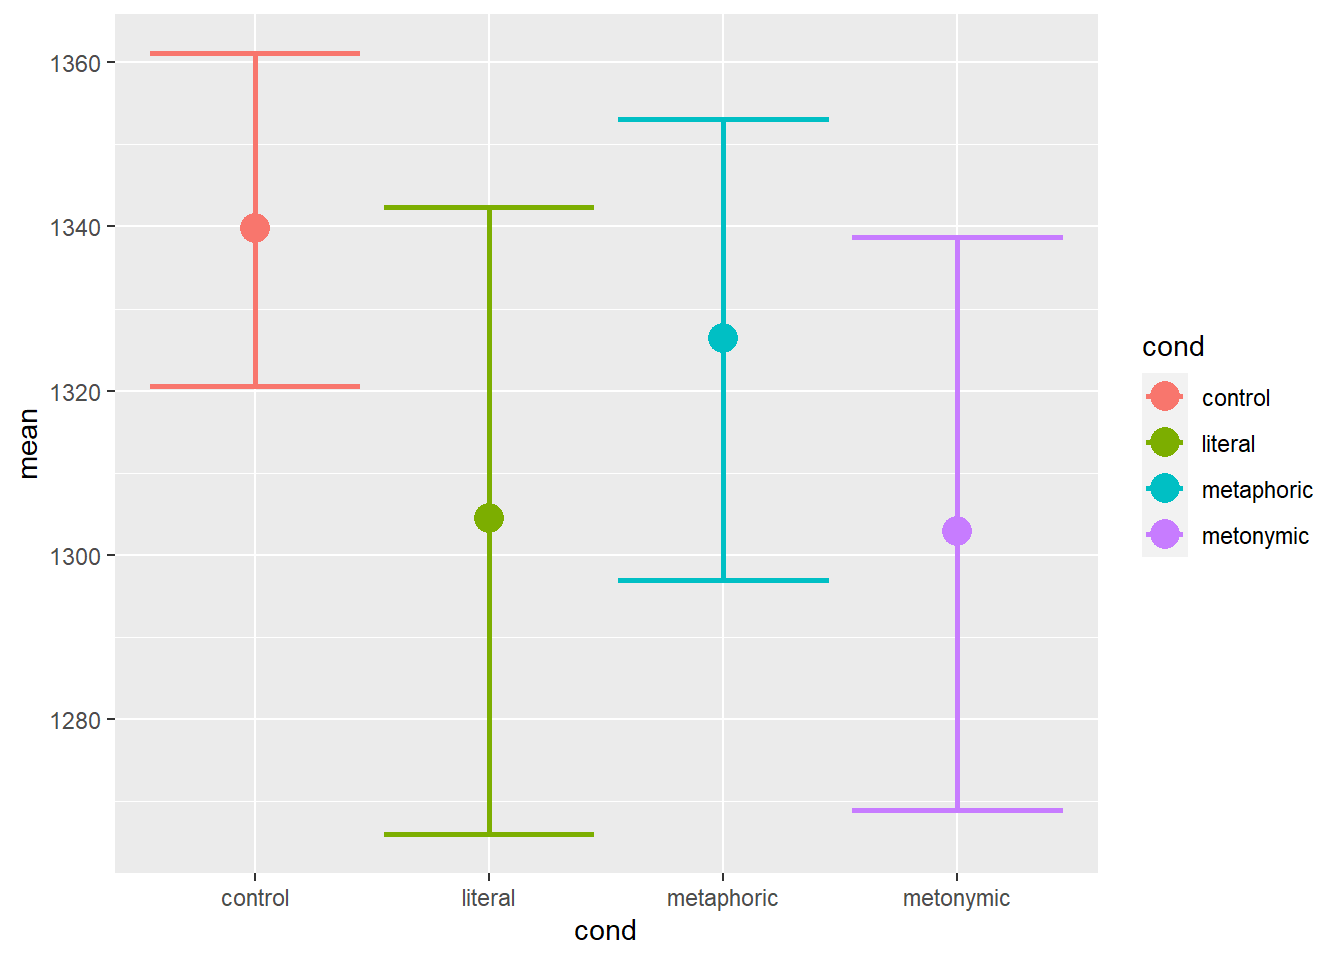 1360
1340
1320
1300
1280
mean
control literal metaphoric metonymic
cond
cond
control
literal
metaphoric
metonymic